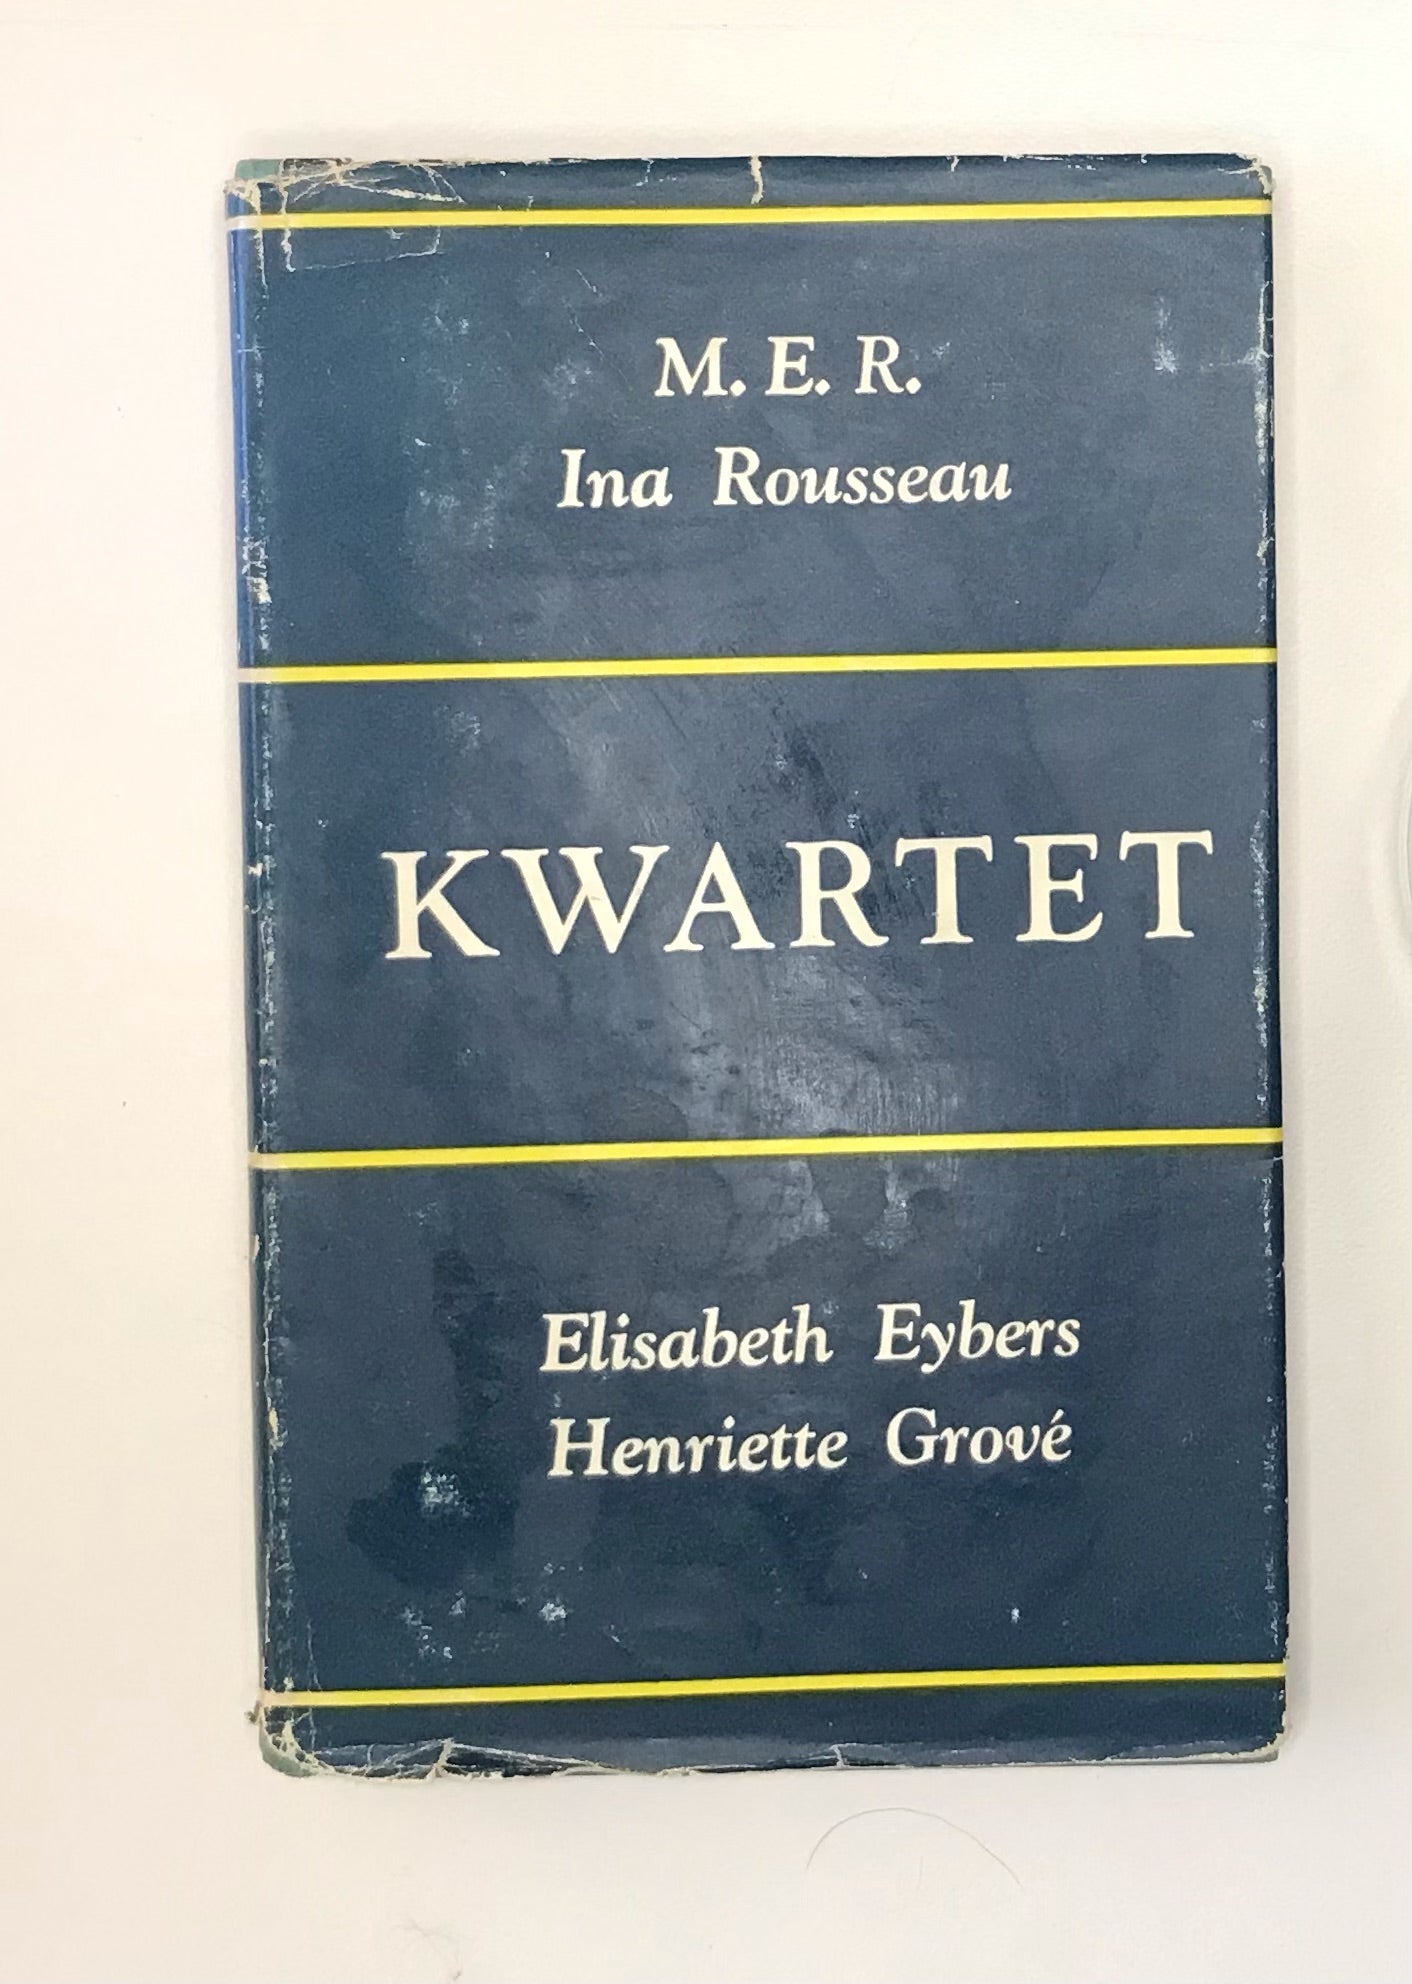 M. E. R.
Ina Rousseau
KWARTET
Elisabeth Eybers
Henriette Grové